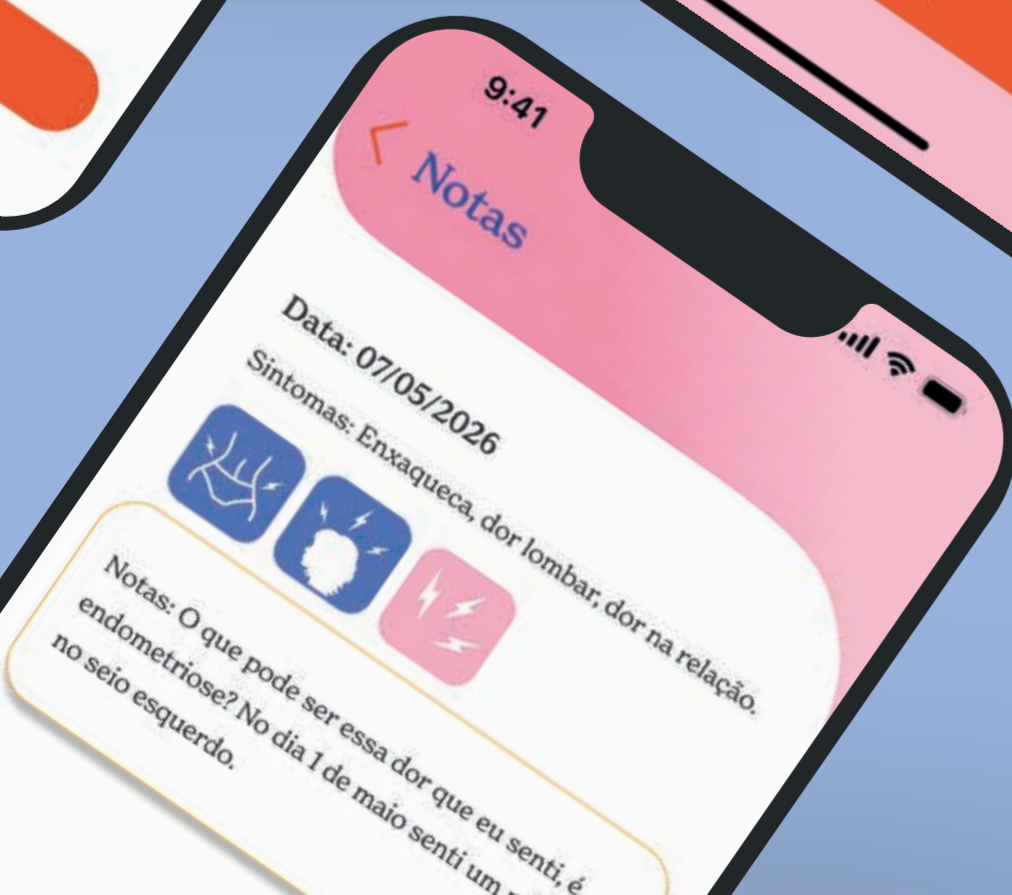 9:41
Notas
Data: 07/05/2026
Sintomas: Enxaqueca, dor lombar, dor na relação.
Notas: O que pode ser essa dor que eu senti, é
endometriose? No dia 1 de maio senti um
no seio esquerdo.